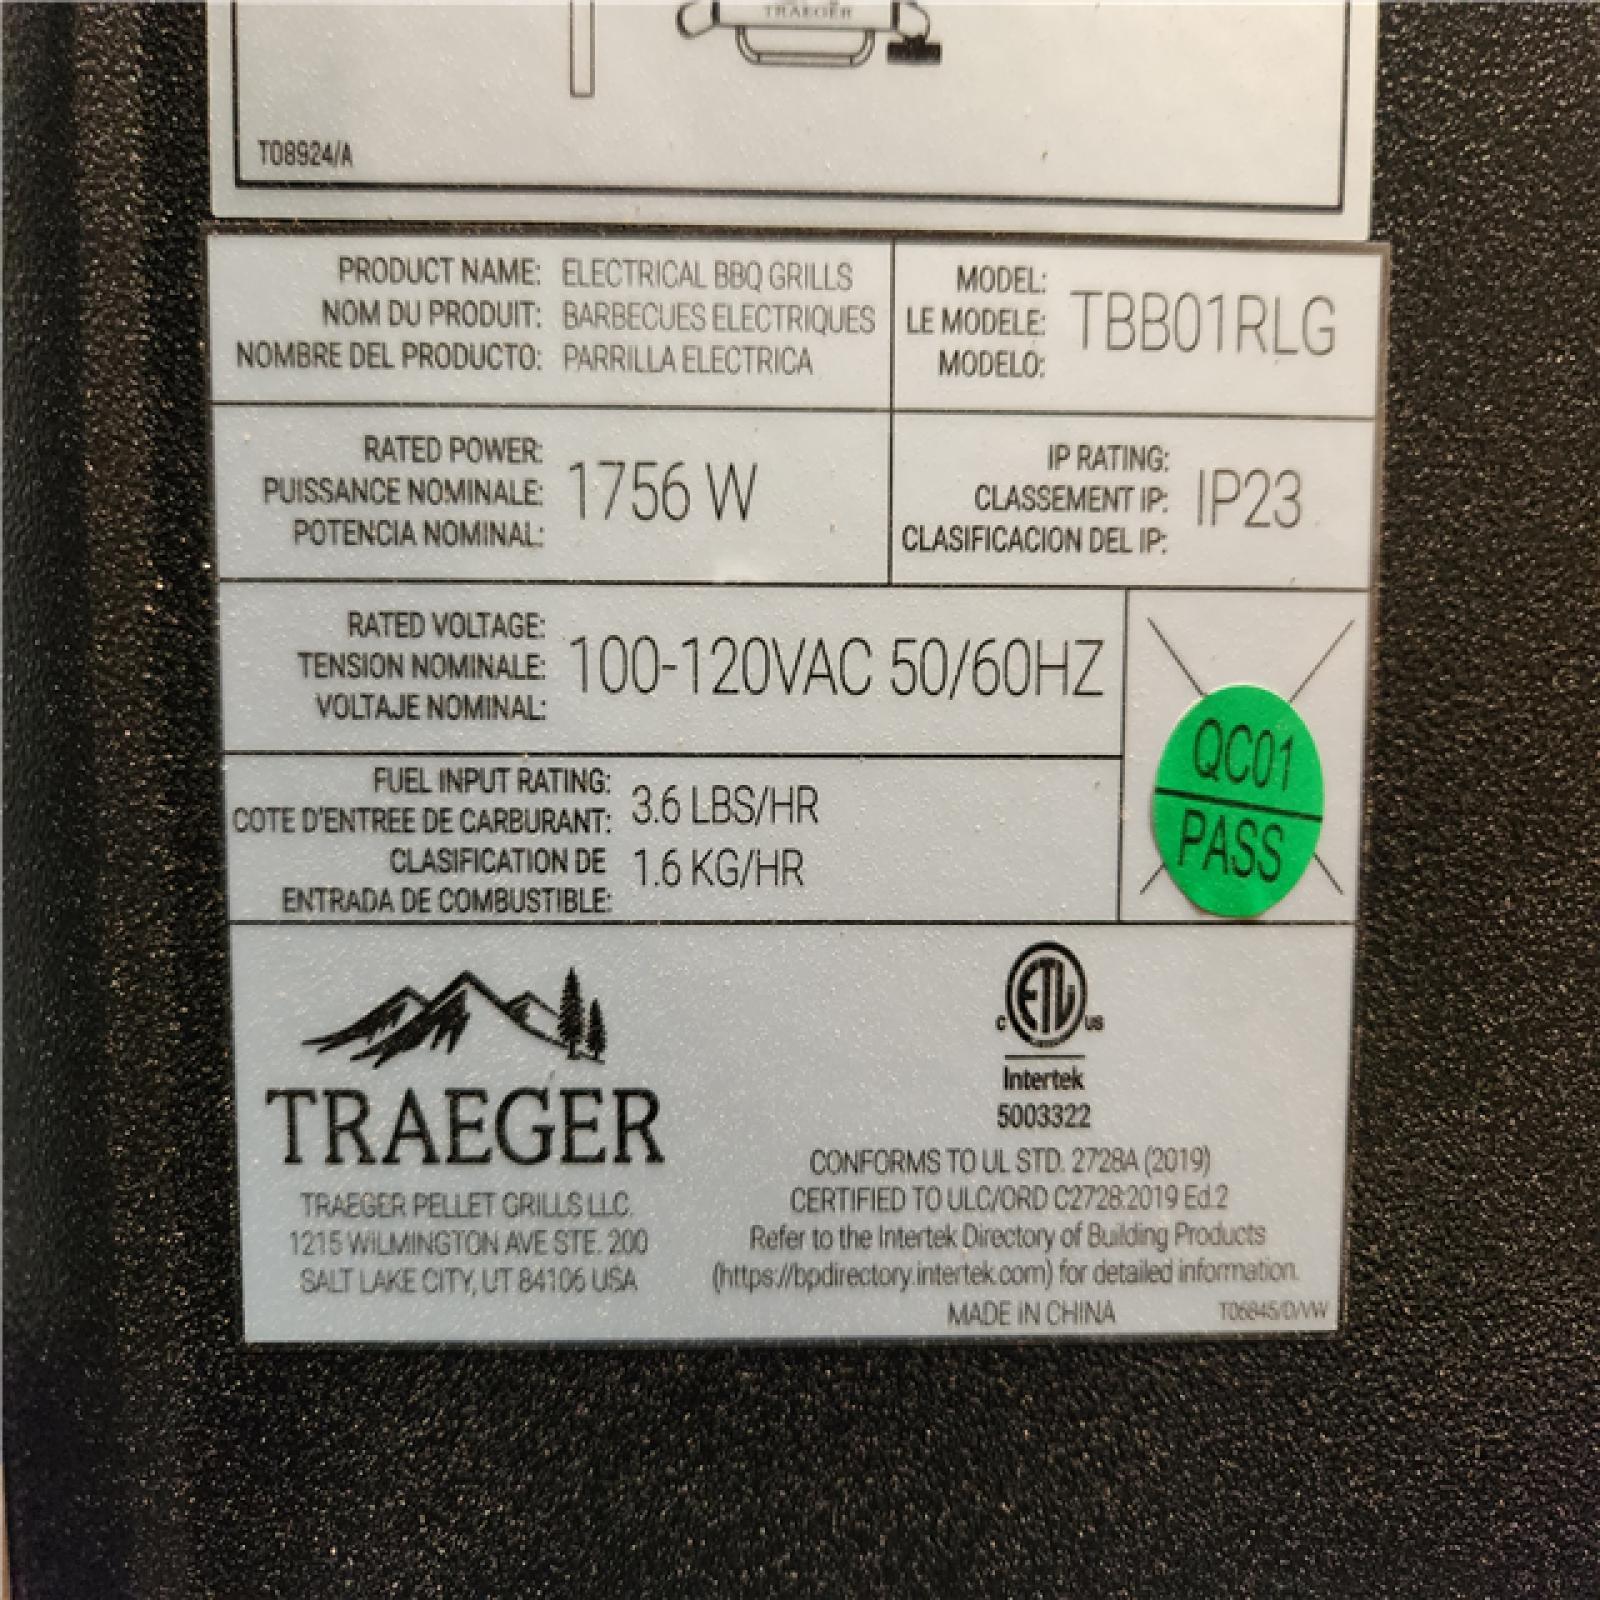 TRAEGER
T08924/A
PRODUCT NAME: ELECTRICAL BBQ GRILLS
NOM DU PRODUIT: BARBECUES ELECTRIQUES
NOMBRE DEL PRODUCTO: PARRILLA ELECTRICA
MODEL:
LE MODELE: TBB01RLG
MODELO:
RATED POWER:
PUISSANCE NOMINALE: 1756 W
POTENCIA NOMINAL:
IP RATING:
CLASSEMENT IP: IP23
CLASIFICACION DEL IP:
RATED VOLTAGE:
TENSION NOMINALE: 100-120VAC 50/60HZ
VOLTAJE NOMINAL:
QC01
PASS
FUEL INPUT RATING: 3.6 LBS/HR
COTE D'ENTREE DE CARBURANT:
CLASIFICATION DE 1.6 KG/HR
ENTRADA DE COMBUSTIBLE:
TRAEGER
TRAEGER PELLET GRILLS LLC.
1215 WILMINGTON AVE STE. 200
SALT LAKE CITY, UT 84106 USA
C ETL US
Intertek
5003322
CONFORMS TO UL STD. 2728A (2019)
CERTIFIED TO ULC/ORD C2728:2019 Ed.2
Refer to the Intertek Directory of Building Products
(https://bpdirectory.intertek.com) for detailed information.
MADE IN CHINA T06845/D/VW